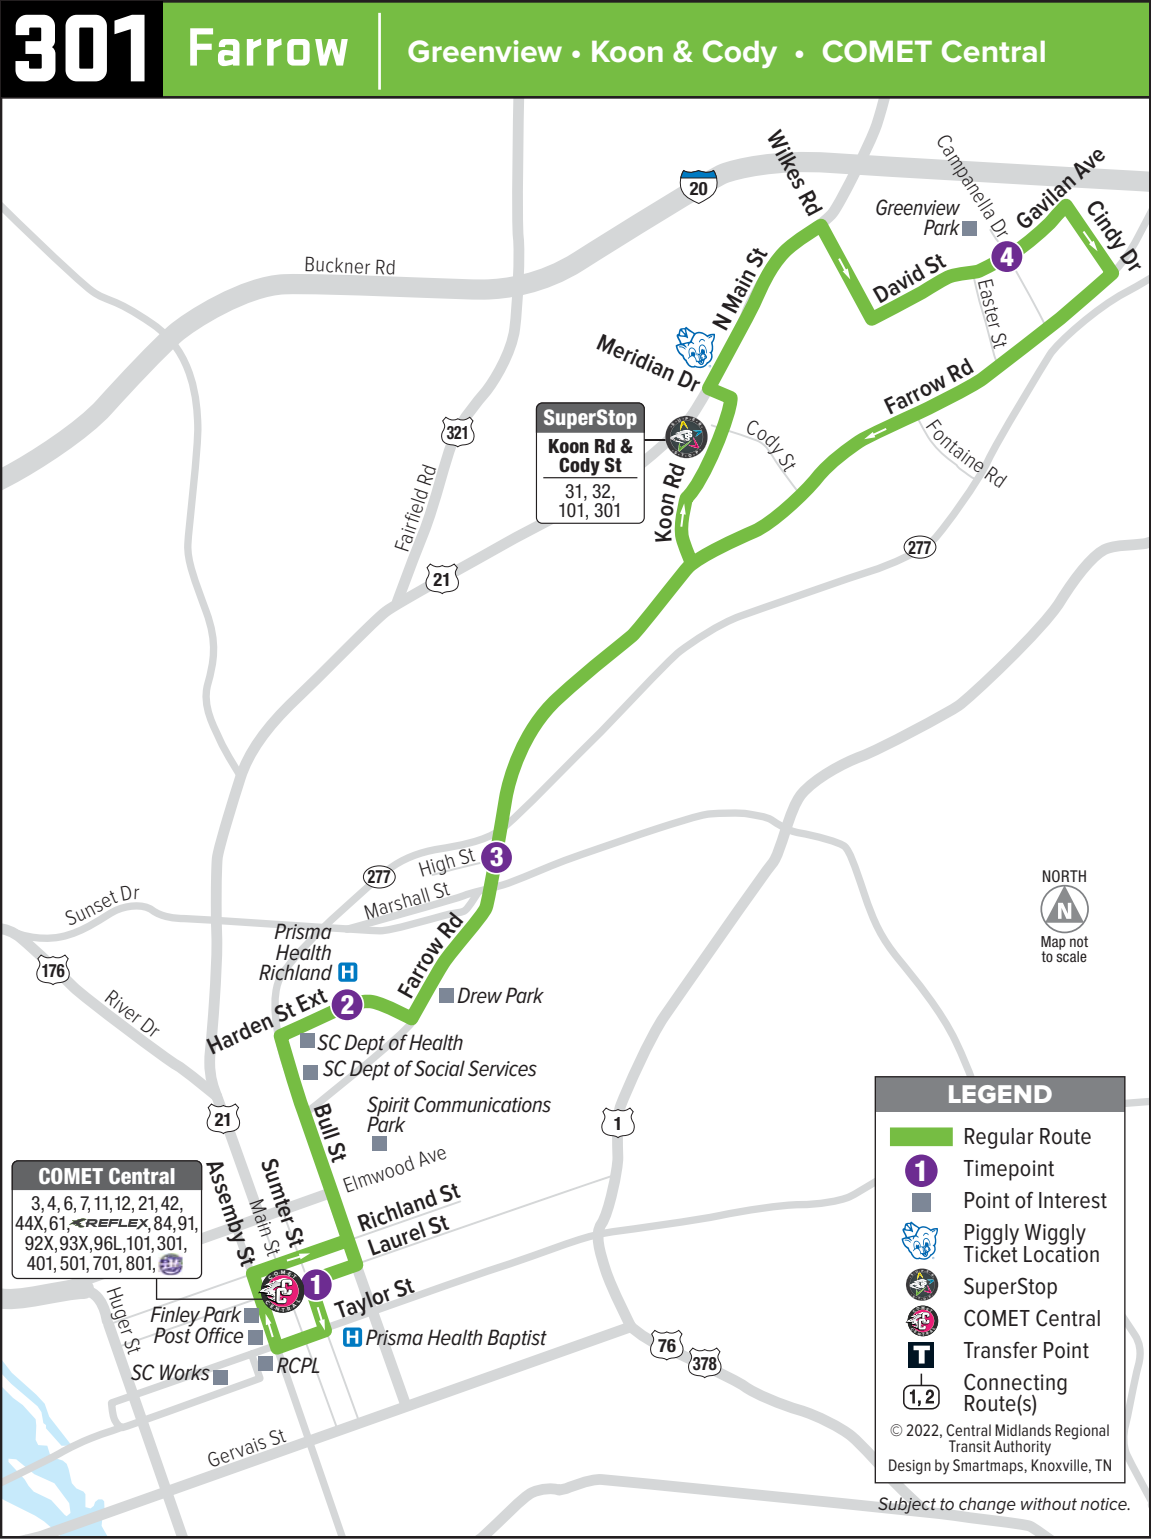 301
Farrow
Greenview • Koon & Cody • COMET Central
Wilkes Rd
Campanella Dr
Gavilan Ave
20
Greenview
Park
Cindy Dr
4
Buckner Rd
N Main St
David St
Easter St
Meridian Dr
Farrow Rd
321
SuperStop
Koon Rd &
Cody St
31, 32,
101, 301
Cody St
Fontaine Rd
Fairfield Rd
Koon Rd
277
21
3
High St
277
Marshall St
NORTH
N
Map not
to scale
Sunset Dr
Prisma
Health
Richland
H
Farrow Rd
176
River Dr
Harden St Ext
2
Drew Park
SC Dept of Health
SC Dept of Social Services
21
Bull St
Spirit Communications
Park
1
Elmwood Ave
COMET Central
3, 4, 6, 7, 11, 12, 21, 42,
44X, 61, REFLEX, 84, 91,
92X, 93X, 96L, 101, 301,
401, 501, 701, 801,
Assembly St
Sumter St
Main St
Richland St
Laurel St
1
Taylor St
Huger St
Finley Park
Post Office
H Prisma Health Baptist
SC Works
RCPL
76
378
Gervais St
LEGEND
Regular Route
1 Timepoint
Point of Interest
Piggly Wiggly
Ticket Location
SuperStop
COMET Central
T Transfer Point
1, 2 Connecting
Route(s)
© 2022, Central Midlands Regional
Transit Authority
Design by Smartmaps, Knoxville, TN
Subject to change without notice.